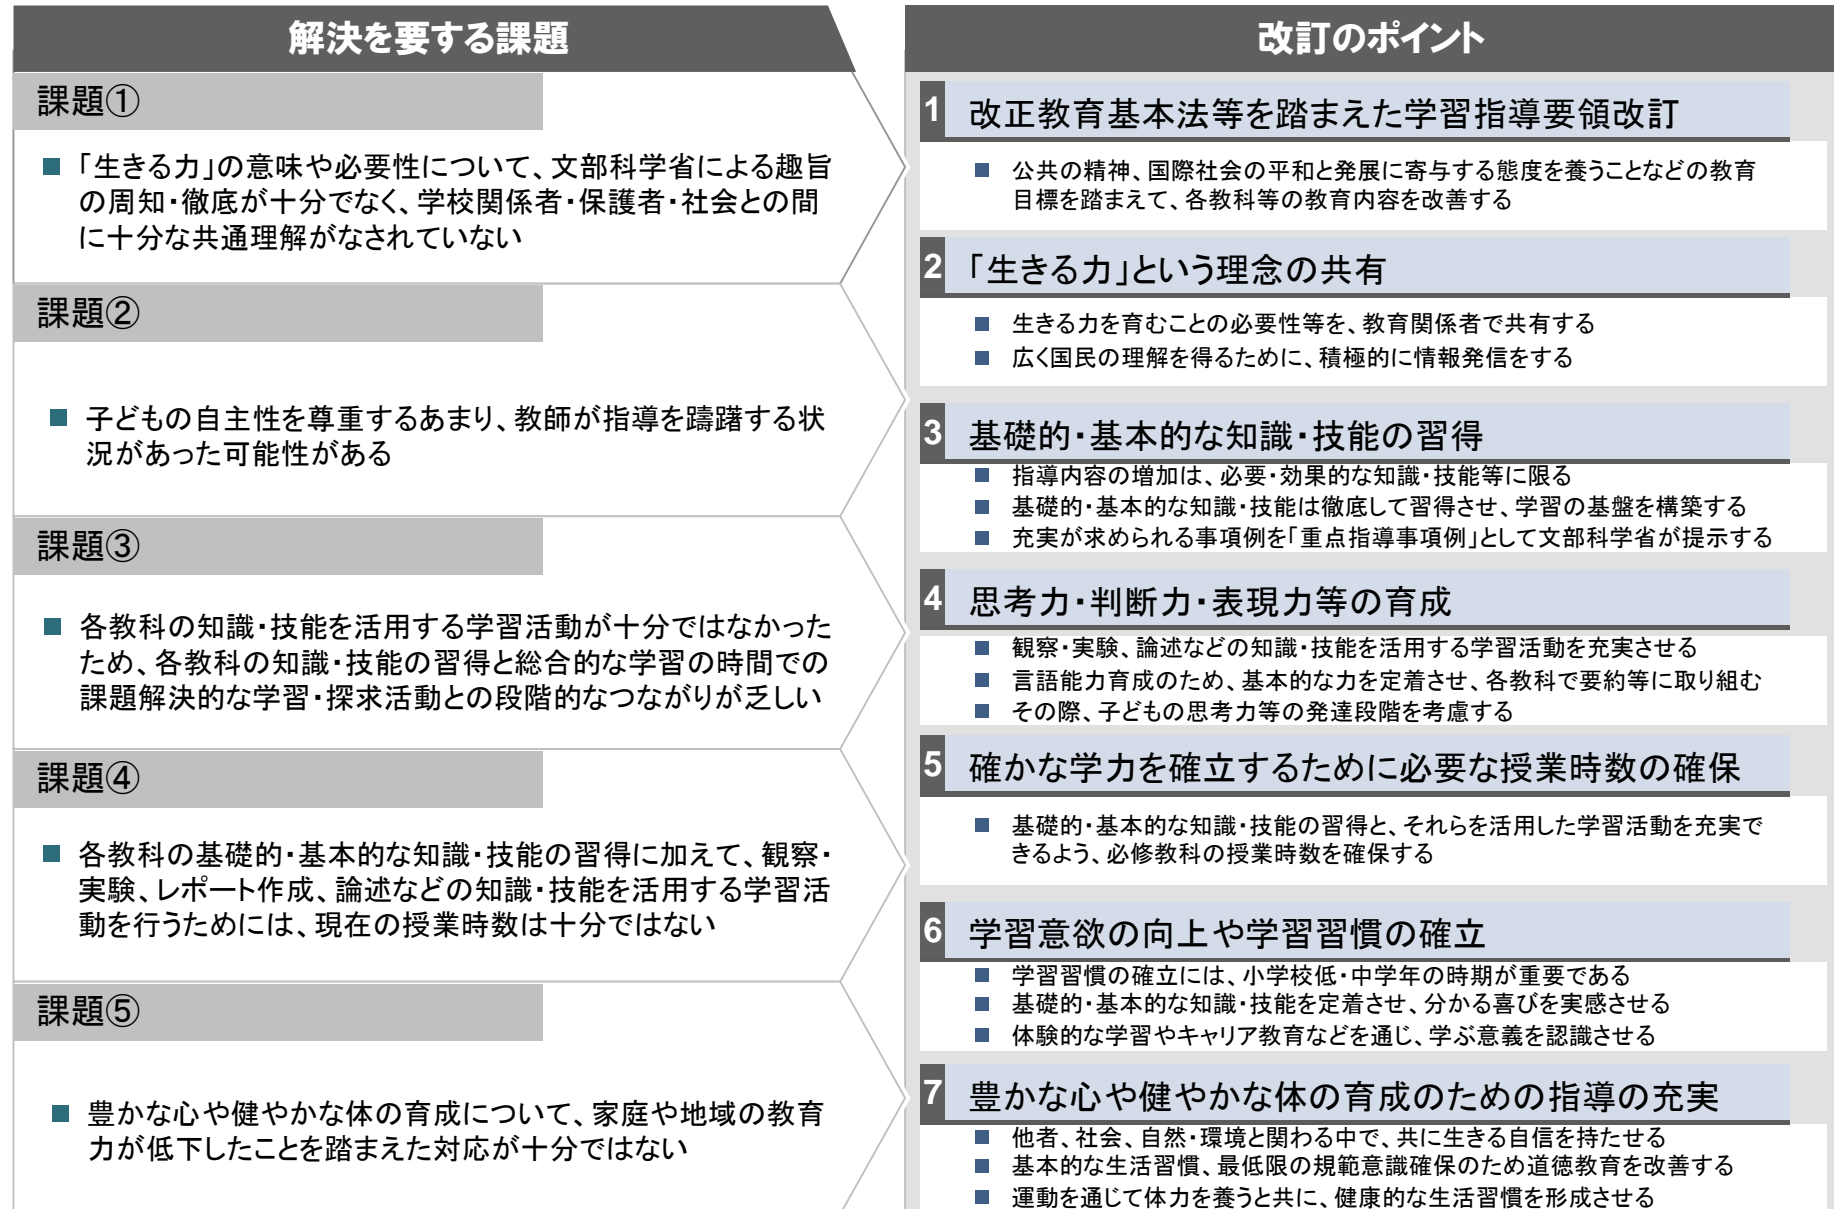 解決を要する課題
課題①
■ 「生きる力」の意味や必要性について、文部科学省による趣旨
の周知・徹底が十分でなく、学校関係者・保護者・社会との間
に十分な共通理解がなされていない
課題②
■ 子どもの自主性を尊重するあまり、教師が指導を躊躇する状
況があった可能性がある
課題③
■ 各教科の知識・技能を活用する学習活動が十分ではなかった
ため、各教科の知識・技能の習得と総合的な学習の時間での
課題解決的な学習・探求活動との段階的なつながりが乏しい
課題④
■ 各教科の基礎的・基本的な知識・技能の習得に加えて、観察・
実験、レポート作成、論述などの知識・技能を活用する学習活
動を行うためには、現在の授業時数は十分ではない
課題⑤
■ 豊かな心や健やかな体の育成について、家庭や地域の教育
力が低下したことを踏まえた対応が十分ではない
改訂のポイント
1 改正教育基本法等を踏まえた学習指導要領改訂
■ 公共の精神、国際社会の平和と発展に寄与する態度を養うことなどの教育
目標を踏まえて、各教科等の教育内容を改善する
2 「生きる力」という理念の共有
■ 生きる力を育むことの必要性等を、教育関係者で共有する
■ 広く国民の理解を得るために、積極的に情報発信をする
3 基礎的・基本的な知識・技能の習得
■ 指導内容の増加は、必要・効果的な知識・技能等に限る
■ 基礎的・基本的な知識・技能は徹底して習得させ、学習の基盤を構築する
■ 充実が求められる事項例を「重点指導事項例」として文部科学省が提示する
4 思考力・判断力・表現力等の育成
■ 観察・実験、論述などの知識・技能を活用する学習活動を充実させる
■ 言語能力育成のため、基本的な力を定着させ、各教科で要約等に取り組む
■ その際、子どもの思考力等の発達段階を考慮する
5 確かな学力を確立するために必要な授業時数の確保
■ 基礎的・基本的な知識・技能の習得と、それらを活用した学習活動を充実で
きるよう、必修教科の授業時数を確保する
6 学習意欲の向上や学習習慣の確立
■ 学習習慣の確立には、小学校低・中学年の時期が重要である
■ 基礎的・基本的な知識・技能を定着させ、分かる喜びを実感させる
■ 体験的な学習やキャリア教育などを通じ、学ぶ意義を認識させる
7 豊かな心や健やかな体の育成のための指導の充実
■ 他者、社会、自然・環境と関わる中で、共に生きる自信を持たせる
■ 基本的な生活習慣、最低限の規範意識確保のため道徳教育を改善する
■ 運動を通じて体力を養うと共に、健康的な生活習慣を形成させる